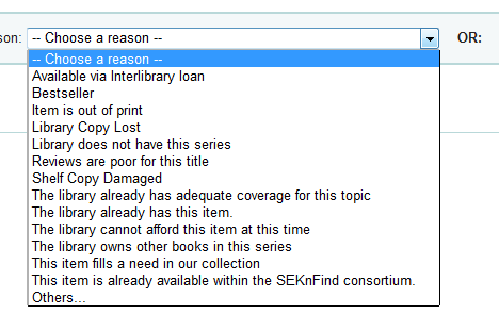 son: -- Choose a reason -- OR:
-- Choose a reason --
Available via Interlibrary loan
Bestseller
Item is out of print
Library Copy Lost
Library does not have this series
Reviews are poor for this title
Shelf Copy Damaged
The library already has adequate coverage for this topic
The library already has this item.
The library cannot afford this item at this time
The library owns other books in this series
This item fills a need in our collection
This item is already available within the SEKnFind consortium.
Others...